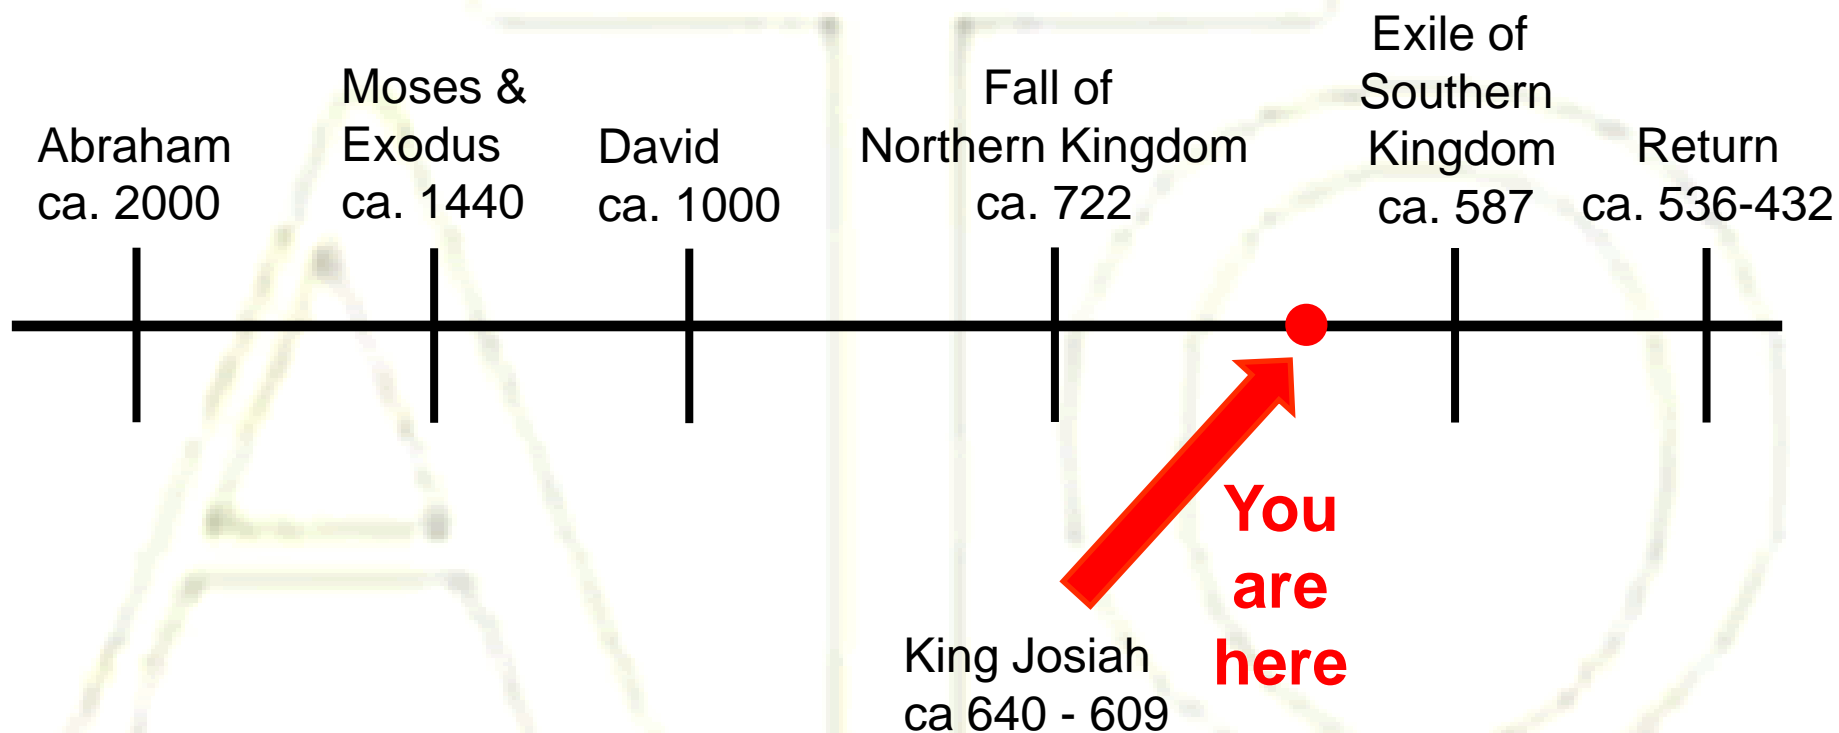 Abraham
ca. 2000
Moses &
Exodus
ca. 1440
David
ca. 1000
Fall of
Northern Kingdom
ca. 722
Exile of
Southern
Kingdom
ca. 587
Return
ca. 536-432
You
are
here
King Josiah
ca 640 - 609